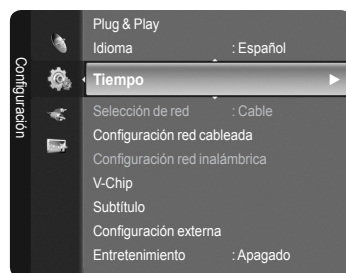 Configuración
Plug & Play
Idioma : Español
Tiempo
Selección de red : Cable
Configuración red cableada
Configuración red inalámbrica
V-Chip
Subtítulo
Configuración externa
Entretenimiento : Apagado